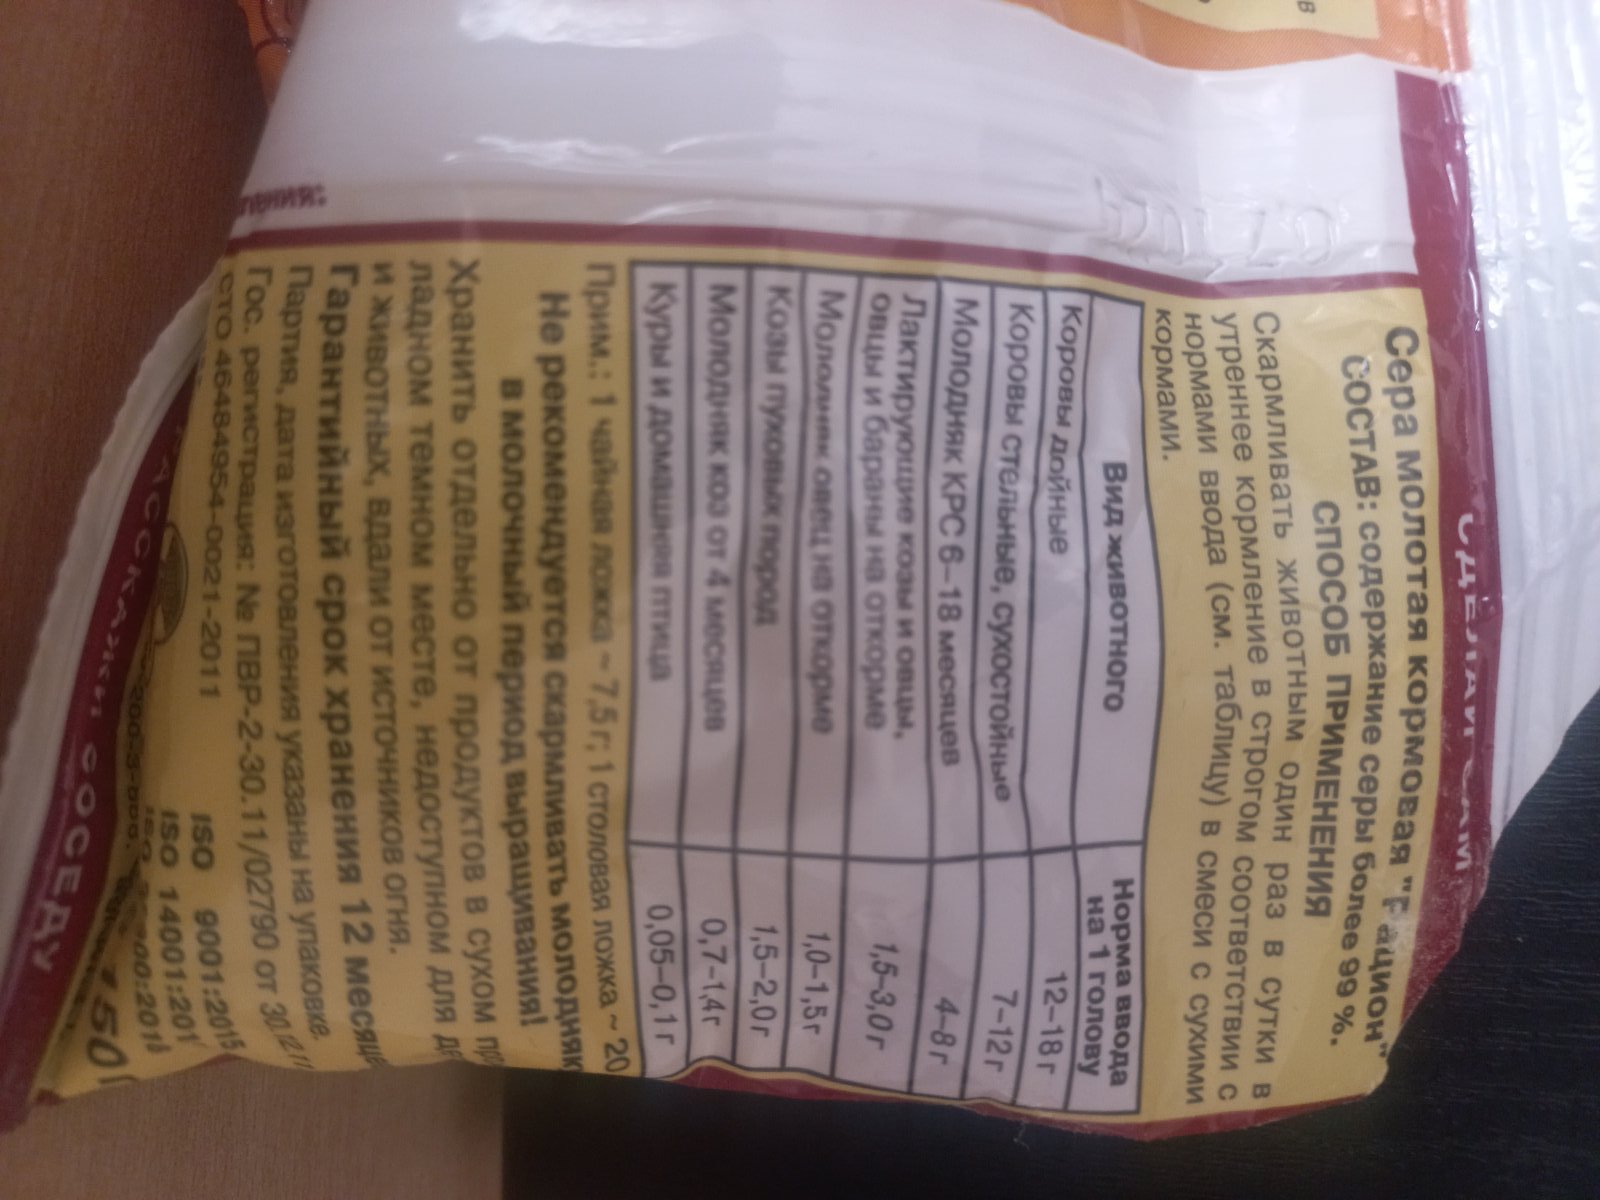 Сера молотая кормовая "Рацион"
СОСТАВ: содержание серы более 99 %.
СПОСОБ ПРИМЕНЕНИЯ
Скармливать животным один раз в сутки в
утреннее кормление в строгом соответствии с
нормами ввода (см. таблицу) в смеси с сухими
кормами.
Вид животного Норма ввода на 1 голову
Коровы дойные 12–18 г
Коровы стельные, сухостойные 7–12 г
Молодняк КРС 6–18 месяцев 4–8 г
Лактирующие козы и овцы,
овцы и бараны на откорме 1,5–3,0 г
Молодняк овец на откорме 1,0–1,5 г
Козы пуховых пород 1,5–2,0 г
Молодняк коз от 4 месяцев 0,7–1,4 г
Куры и домашняя птица 0,05–0,1 г
Прим.: 1 чайная ложка ~ 7,5 г; 1 столовая ложка ~ 20
Не рекомендуется скармливать молодняк
в молочный период выращивания!
Хранить отдельно от продуктов в сухом пр
ладном темном месте, недоступном для де
и животных, вдали от источников огня.
Гарантийный срок хранения 12 месяце
Партия, дата изготовления указаны на упаковке.
Гос. регистрация: № ПВР-2-30.11/02790 от 30.12.11
СТО 46484954-0021-2011
ISO 9001:2015
ISO 14001:201
РАССКАЖИ СОСЕДУ